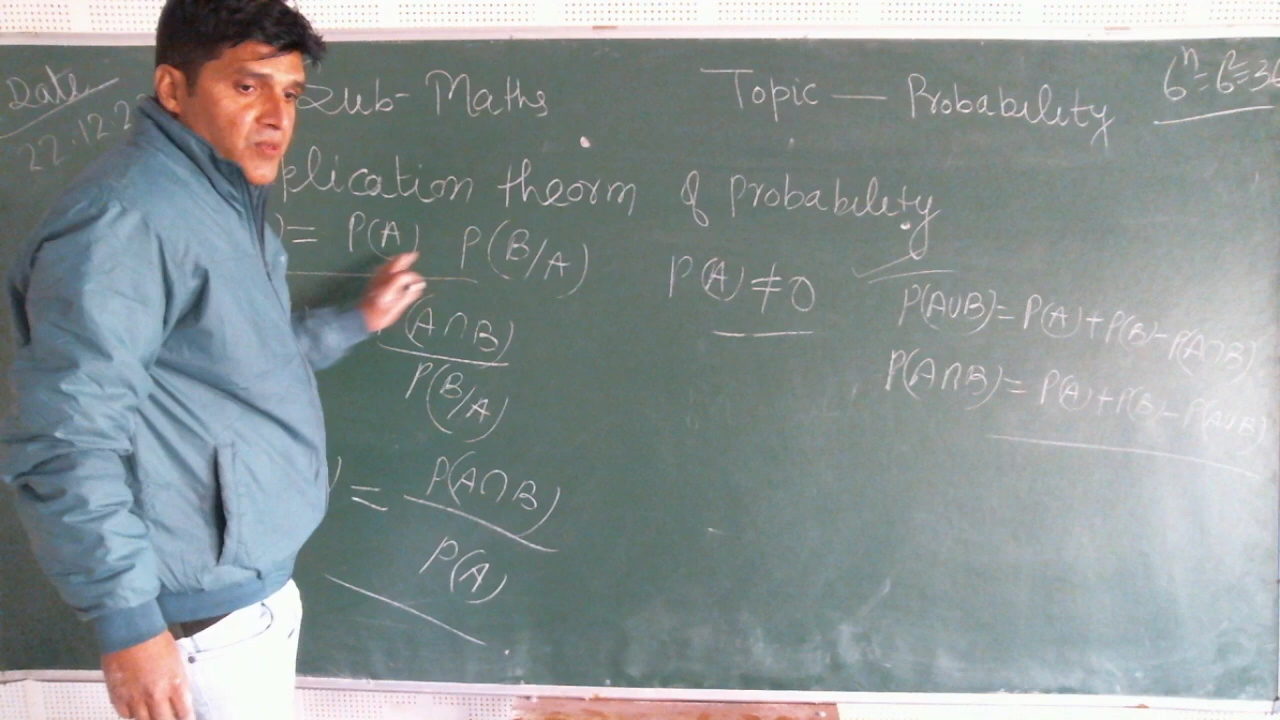 Date
22.12.2
Sub- Maths
Topic — Probability
6ⁿ=6²=36
plication theorm of Probability
)= P(A) P(B/A) P(A) ≠ 0
(A∩B)
P(B/A)
) = P(A∩B)
P(A)
P(A∪B)= P(A)+P(B)-P(A∩B)
P(A∩B)= P(A)+P(B)-P(A∪B)